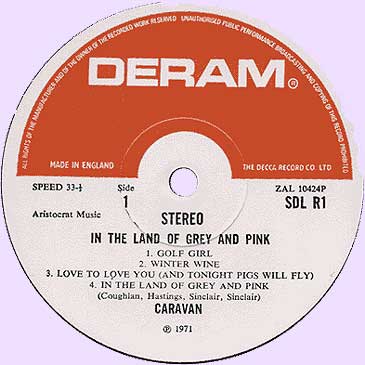 ALL RIGHTS OF THE MANUFACTURER AND OF THE OWNER OF THE RECORDED WORK RESERVED UNAUTHORISED PUBLIC PERFORMANCE BROADCASTING AND COPYING OF THIS RECORD PROHIBITED
DERAM®
MADE IN ENGLAND THE DECCA RECORD CO LTD.
SPEED 33-⅓ Side ZAL 10424P
1 SDL R1
Aristocrat Music STEREO
IN THE LAND OF GREY AND PINK
1. GOLF GIRL
2. WINTER WINE
3. LOVE TO LOVE YOU (AND TONIGHT PIGS WILL FLY)
4. IN THE LAND OF GREY AND PINK
(Coughlan, Hastings, Sinclair, Sinclair)
CARAVAN
℗ 1971